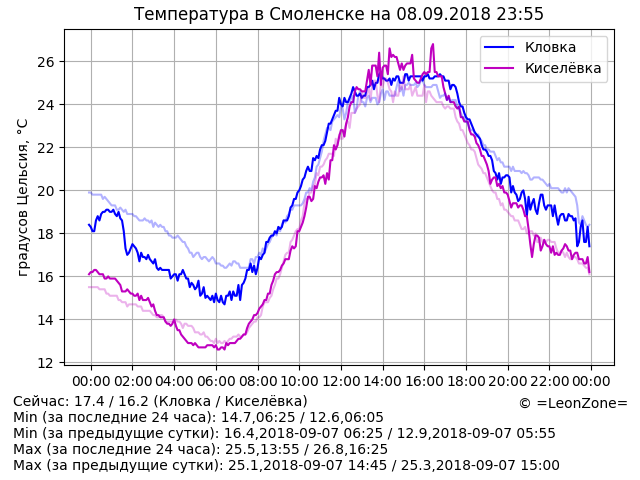 Температура в Смоленске на 08.09.2018 23:55
Кловка
Киселёвка
градусов Цельсия, °C
26
24
22
20
18
16
14
12
00:00 02:00 04:00 06:00 08:00 10:00 12:00 14:00 16:00 18:00 20:00 22:00 00:00
Сейчас: 17.4 / 16.2 (Кловка / Киселёвка)
© =LeonZone=
Min (за последние 24 часа): 14.7,06:25 / 12.6,06:05
Min (за предыдущие сутки): 16.4,2018-09-07 06:25 / 12.9,2018-09-07 05:55
Max (за последние 24 часа): 25.5,13:55 / 26.8,16:25
Max (за предыдущие сутки): 25.1,2018-09-07 14:45 / 25.3,2018-09-07 15:00